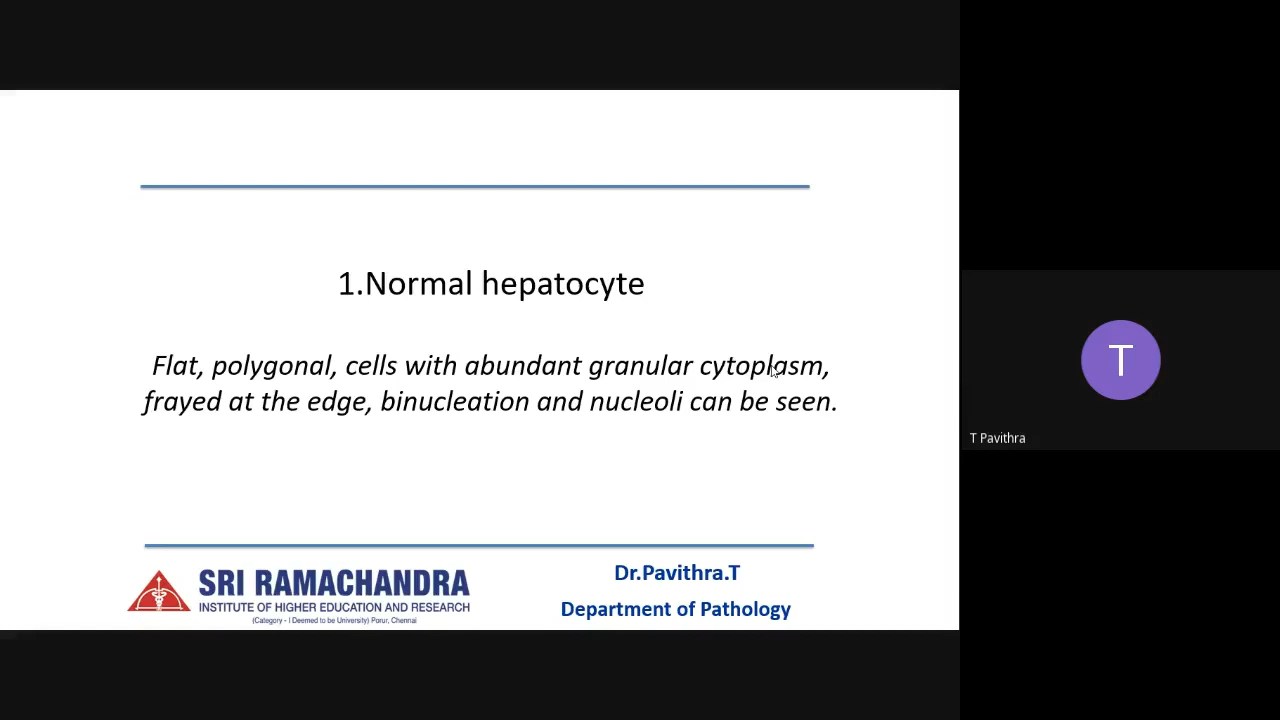 1.Normal hepatocyte
Flat, polygonal, cells with abundant granular cytoplasm,
frayed at the edge, binucleation and nucleoli can be seen.
SRI RAMACHANDRA
INSTITUTE OF HIGHER EDUCATION AND RESEARCH
(Category - I Deemed to be University) Porur, Chennai
Dr.Pavithra.T
Department of Pathology
T
T Pavithra